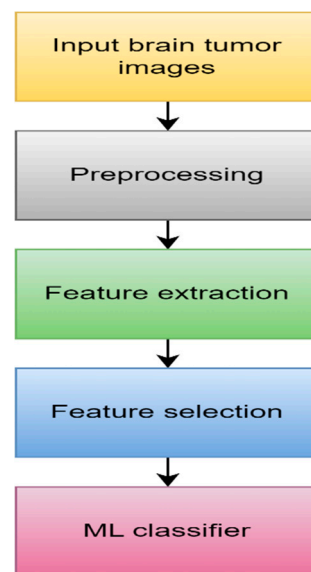 Input brain tumor
images
Preprocessing
Feature extraction
Feature selection
ML classifier